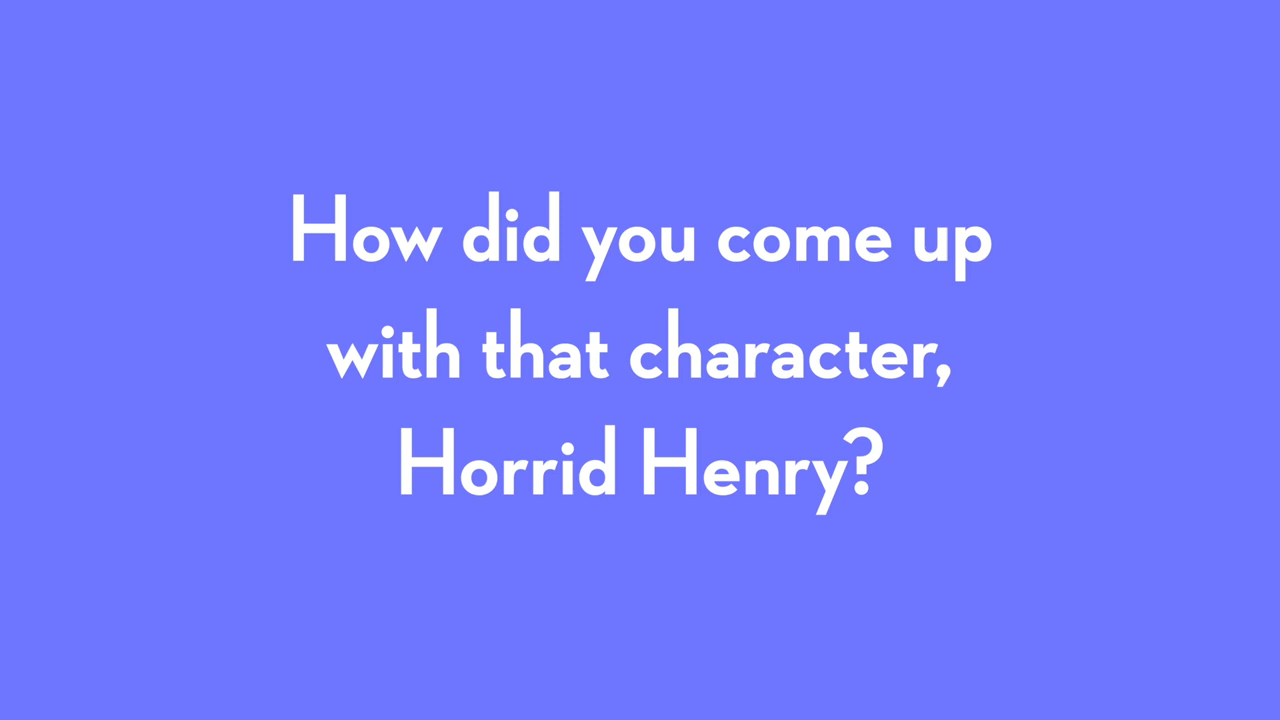 How did you come up
with that character,
Horrid Henry?